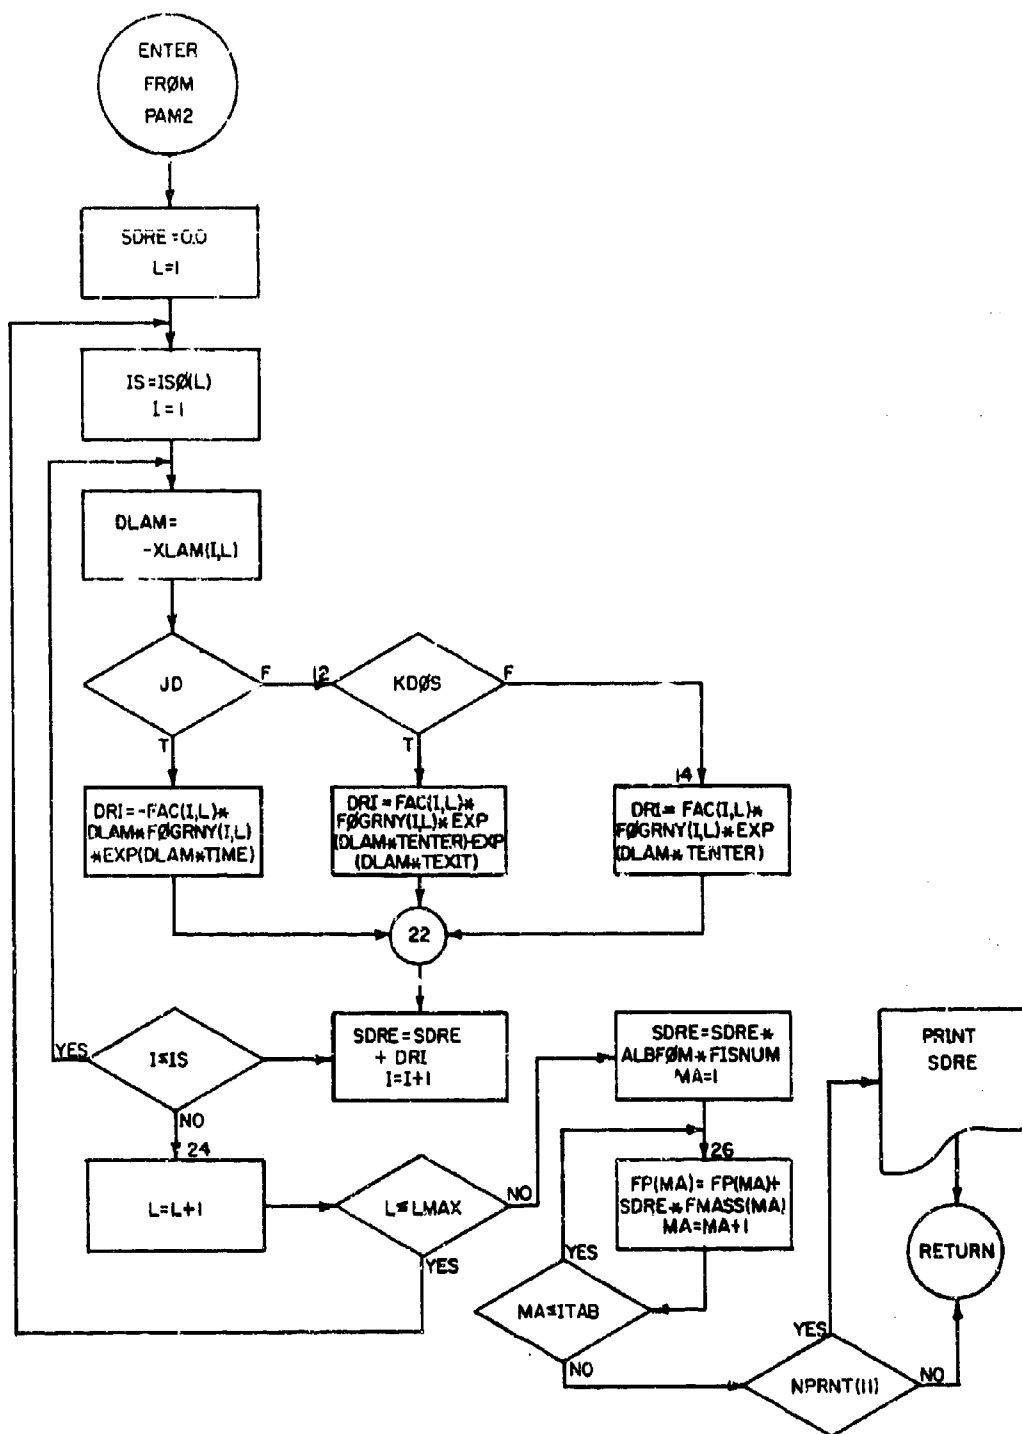 ENTER
FRØM
PAM2
SDRE=0.0
L=1
IS=ISØ(L)
I=1
DLAM=
-XLAM(I,L)
JD
F
12
KDØS
F
T
T
14
DRI=-FAC(I,L)*
DLAM*FØGRNY(I,L)
*EXP(DLAM*TIME)
DRI=FAC(I,L)*
FØGRNY(I,L)*EXP
(DLAM*TENTER)-EXP
(DLAM*TEXIT)
DRI=FAC(I,L)*
FØGRNY(I,L)*EXP
(DLAM*TENTER)
22
YES
I≤IS
NO
SDRE=SDRE
+ DRI
I=I+1
SDRE=SDRE*
ALBFØM*FISNUM
MA=1
PRINT
SDRE
24
L=L+1
L≤LMAX
NO
YES
26
FP(MA)=FP(MA)+
SDRE*FMASS(MA)
MA=MA+1
RETURN
YES
MA≤ITAB
NO
YES
NPRNT(11)
NO